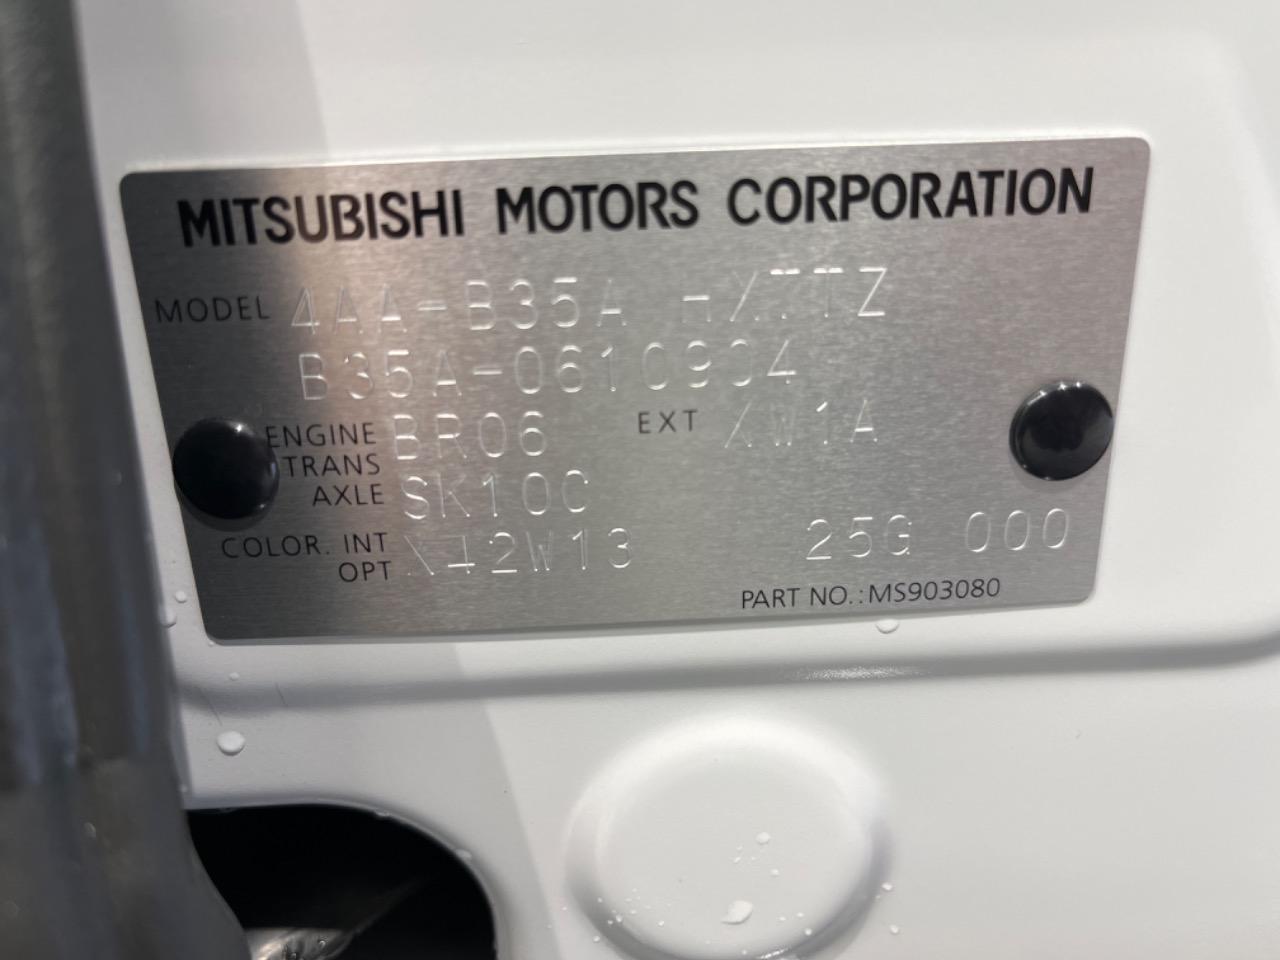 MITSUBISHI MOTORS CORPORATION
MODEL 4AA-B35A
B35A-0610904
ENGINE BR06 EXT XW1A
TRANS
AXLE SK10C
COLOR. INT X42W13 25G 000
OPT
PART NO.:MS903080